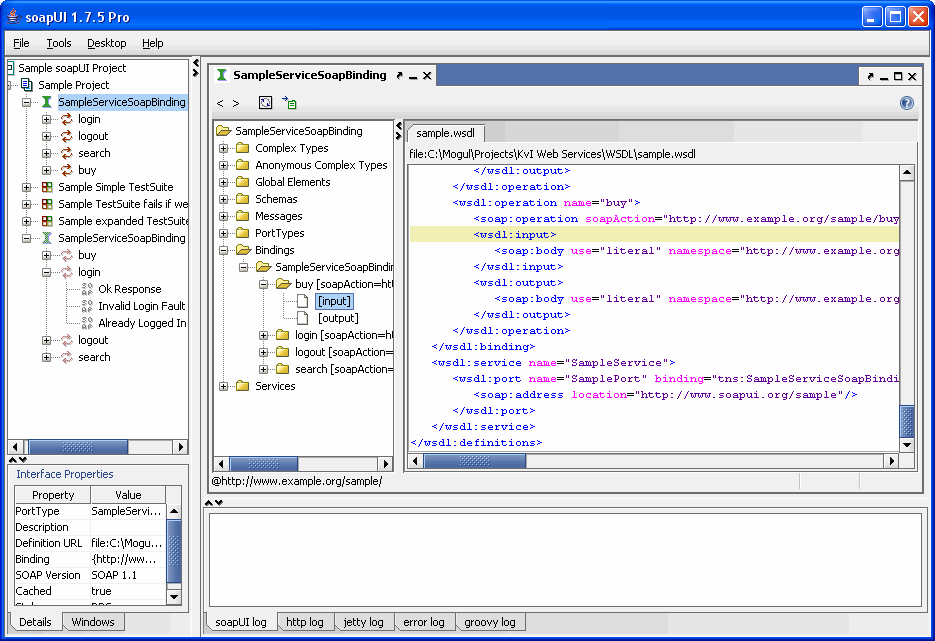 soapUI 1.7.5 Pro
File Tools Desktop Help
Sample soapUI Project
Sample Project
SampleServiceSoapBinding
login
logout
search
buy
Sample Simple TestSuite
Sample TestSuite fails if we
Sample expanded TestSuite
SampleServiceSoapBinding
buy
login
Ok Response
Invalid Login Fault
Already Logged In
logout
search
Interface Properties
Property Value
PortType SampleServi...
Description
Definition URL file:C:\Mogu...
Binding {http://ww...
SOAP Version SOAP 1.1
Cached true
Details Windows
SampleServiceSoapBinding
< >
SampleServiceSoapBinding
Complex Types
Anonymous Complex Types
Global Elements
Schemas
Messages
PortTypes
Bindings
SampleServiceSoapBindin
buy [soapAction=htt
[input]
[output]
login [soapAction=h
logout [soapAction=
search [soapAction=
Services
sample.wsdl
file:C:\Mogul\Projects\KvI Web Services\WSDL\sample.wsdl
</wsdl:output>
</wsdl:operation>
<wsdl:operation name="buy">
<soap:operation soapAction="http://www.example.org/sample/buy
<wsdl:input>
<soap:body use="literal" namespace="http://www.example.org
</wsdl:input>
<wsdl:output>
<soap:body use="literal" namespace="http://www.example.org
</wsdl:output>
</wsdl:operation>
</wsdl:binding>
<wsdl:service name="SampleService">
<wsdl:port name="SamplePort" binding="tns:SampleServiceSoapBindi
<soap:address location="http://www.soapui.org/sample"/>
</wsdl:port>
</wsdl:service>
</wsdl:definitions>
@http://www.example.org/sample/
soapUI log http log jetty log error log groovy log